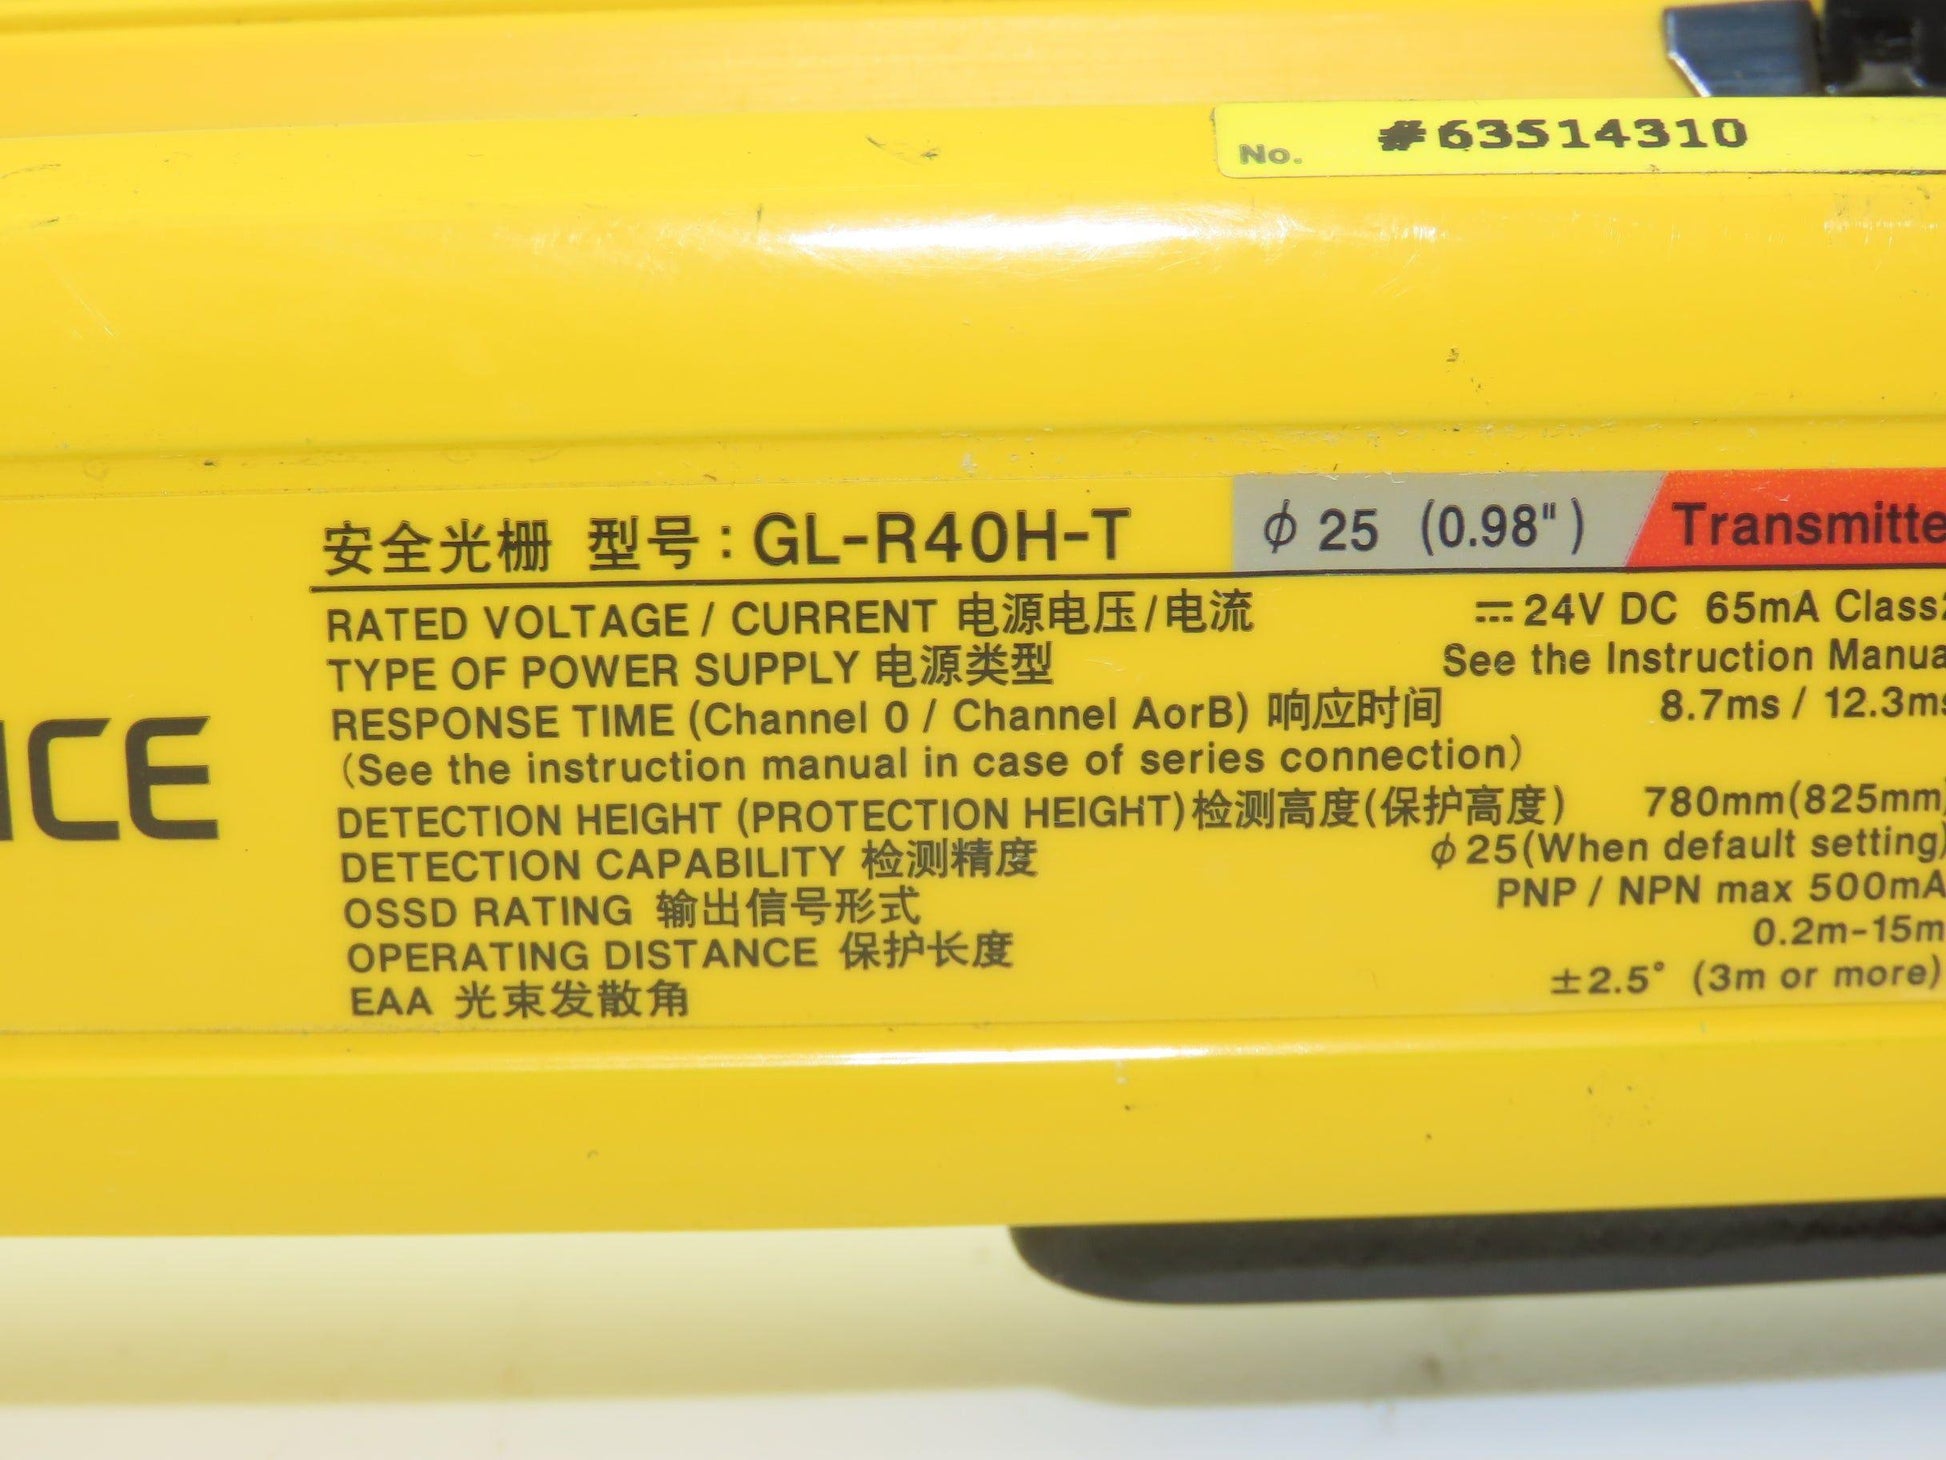 No. #63514310
安全光栅 型号：GL-R40H-T ϕ 25 (0.98") Transmitte
RATED VOLTAGE / CURRENT 电源电压/电流 ⎓24V DC 65mA Class2
TYPE OF POWER SUPPLY 电源类型 See the Instruction Manua
RESPONSE TIME (Channel 0 / Channel AorB) 响应时间 8.7ms / 12.3ms
(See the instruction manual in case of series connection)
DETECTION HEIGHT (PROTECTION HEIGHT)检测高度(保护高度) 780mm(825mm)
DETECTION CAPABILITY 检测精度 ϕ25(When default setting)
OSSD RATING 输出信号形式 PNP / NPN max 500mA
OPERATING DISTANCE 保护长度 0.2m-15m
EAA 光束发散角 ±2.5° (3m or more)
CE